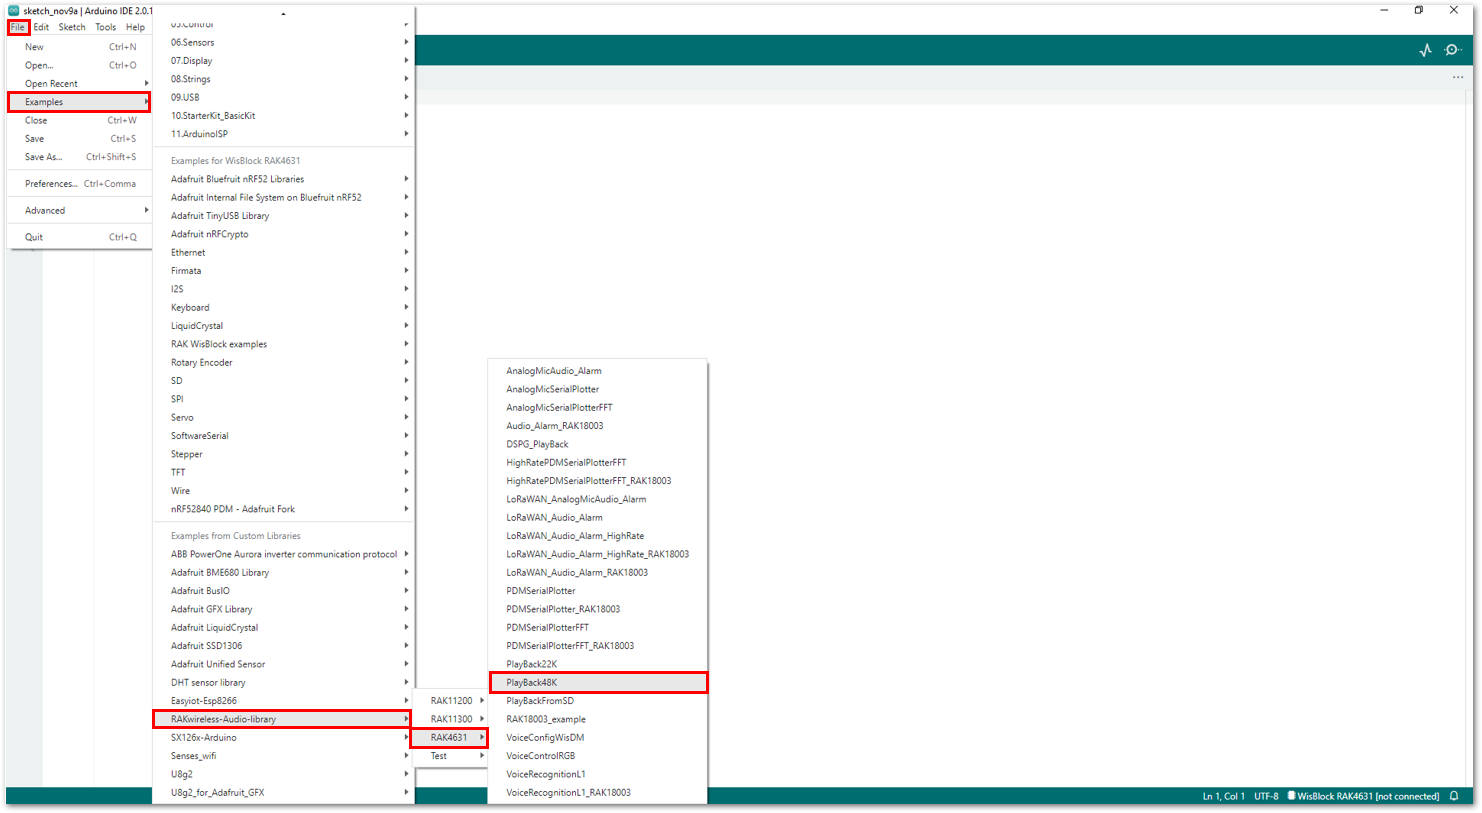 sketch_nov9a | Arduino IDE 2.0.1
File Edit Sketch Tools Help
New Ctrl+N
Open... Ctrl+O
Open Recent
Examples
Close Ctrl+W
Save Ctrl+S
Save As... Ctrl+Shift+S
Preferences... Ctrl+Comma
Advanced
Quit Ctrl+Q
05.Control
06.Sensors
07.Display
08.Strings
09.USB
10.StarterKit_BasicKit
11.ArduinoISP
Examples for WisBlock RAK4631
Adafruit Bluefruit nRF52 Libraries
Adafruit Internal File System on Bluefruit nRF52
Adafruit TinyUSB Library
Adafruit nRFCrypto
Ethernet
Firmata
I2S
Keyboard
LiquidCrystal
RAK WisBlock examples
Rotary Encoder
SD
SPI
Servo
SoftwareSerial
Stepper
TFT
Wire
nRF52840 PDM - Adafruit Fork
Examples from Custom Libraries
ABB PowerOne Aurora inverter communication protocol
Adafruit BME680 Library
Adafruit BusIO
Adafruit GFX Library
Adafruit LiquidCrystal
Adafruit SSD1306
Adafruit Unified Sensor
DHT sensor library
Easyiot-Esp8266
RAKwireless-Audio-library
SX126x-Arduino
Senses_wifi
U8g2
U8g2_for_Adafruit_GFX
RAK11200
RAK11300
RAK4631
Test
AnalogMicAudio_Alarm
AnalogMicSerialPlotter
AnalogMicSerialPlotterFFT
Audio_Alarm_RAK18003
DSPG_PlayBack
HighRatePDMSerialPlotterFFT
HighRatePDMSerialPlotterFFT_RAK18003
LoRaWAN_AnalogMicAudio_Alarm
LoRaWAN_Audio_Alarm
LoRaWAN_Audio_Alarm_HighRate
LoRaWAN_Audio_Alarm_HighRate_RAK18003
LoRaWAN_Audio_Alarm_RAK18003
PDMSerialPlotter
PDMSerialPlotter_RAK18003
PDMSerialPlotterFFT
PDMSerialPlotterFFT_RAK18003
PlayBack22K
PlayBack48K
PlayBackFromSD
RAK18003_example
VoiceConfigWisDM
VoiceControlRGB
VoiceRecognitionL1
VoiceRecognitionL1_RAK18003
Ln 1, Col 1 UTF-8 WisBlock RAK4631 [not connected]